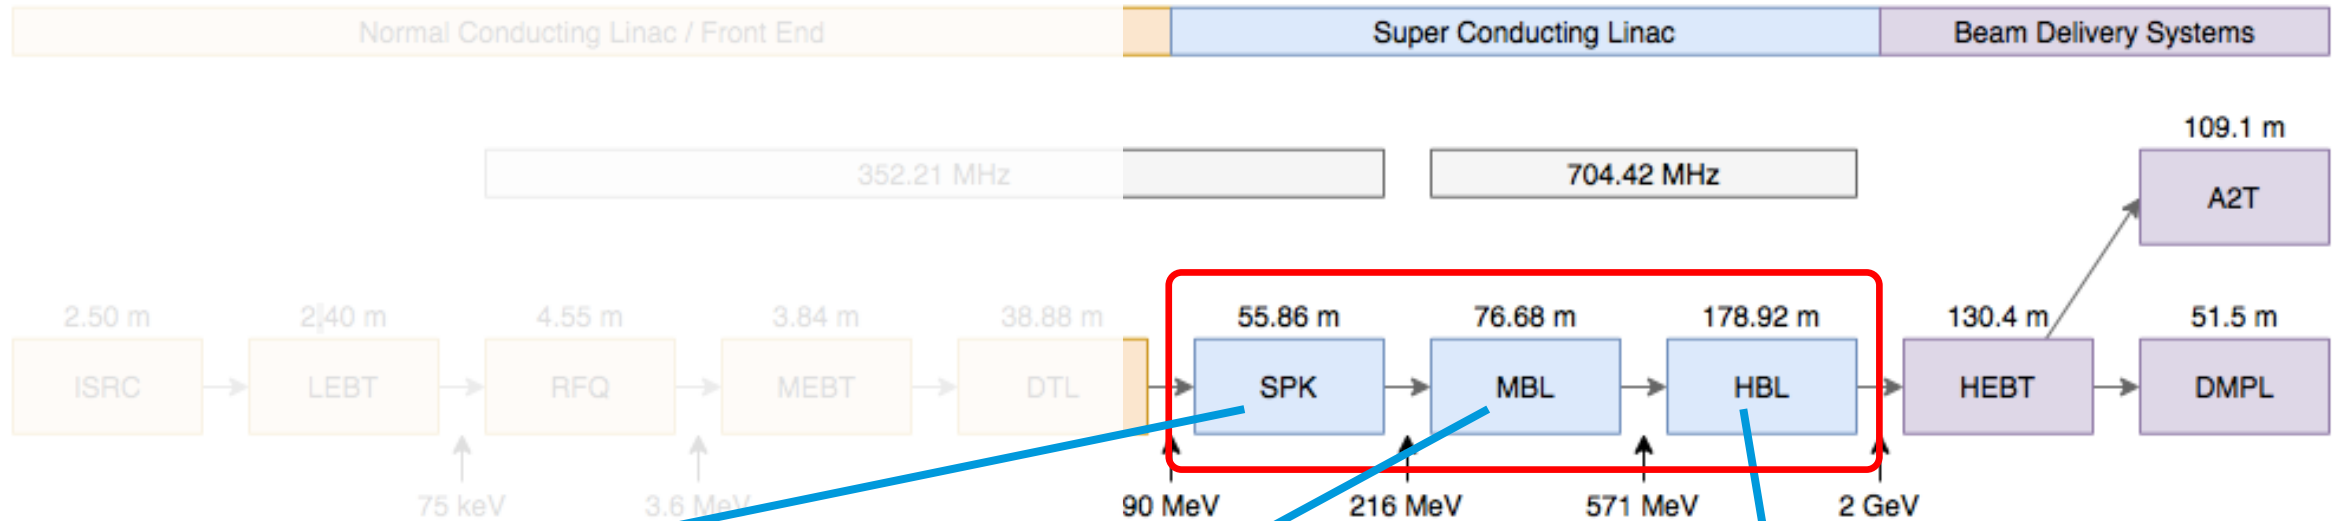 Normal Conducting Linac / Front End
Super Conducting Linac
Beam Delivery Systems
109.1 m
352.21 MHz
704.42 MHz
A2T
2.50 m
2.40 m
4.55 m
3.84 m
38.88 m
55.86 m
76.68 m
178.92 m
130.4 m
51.5 m
ISRC
LEBT
RFQ
MEBT
DTL
SPK
MBL
HBL
HEBT
DMPL
75 keV
3.6 MeV
90 MeV
216 MeV
571 MeV
2 GeV